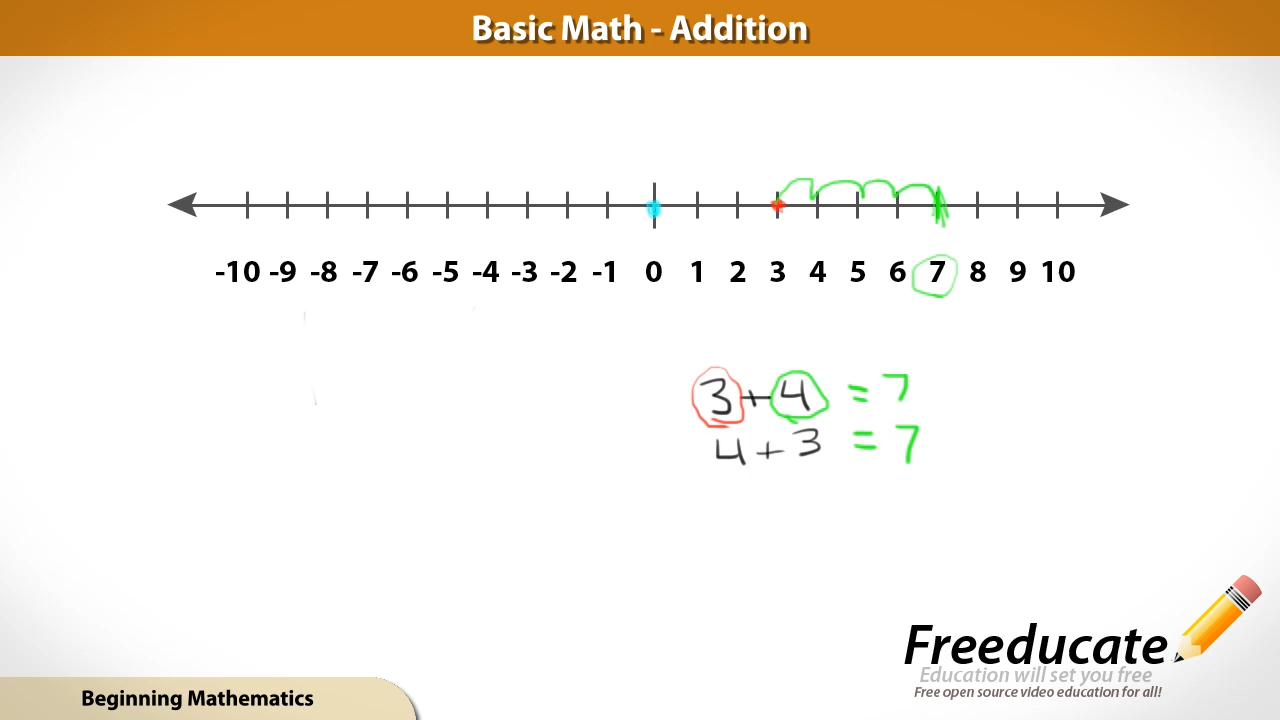 Basic Math - Addition
-10 -9 -8 -7 -6 -5 -4 -3 -2 -1 0 1 2 3 4 5 6 7 8 9 10
3+4 = 7
4+3 = 7
Freeducate
Education will set you free
Free open source video education for all!
Beginning Mathematics